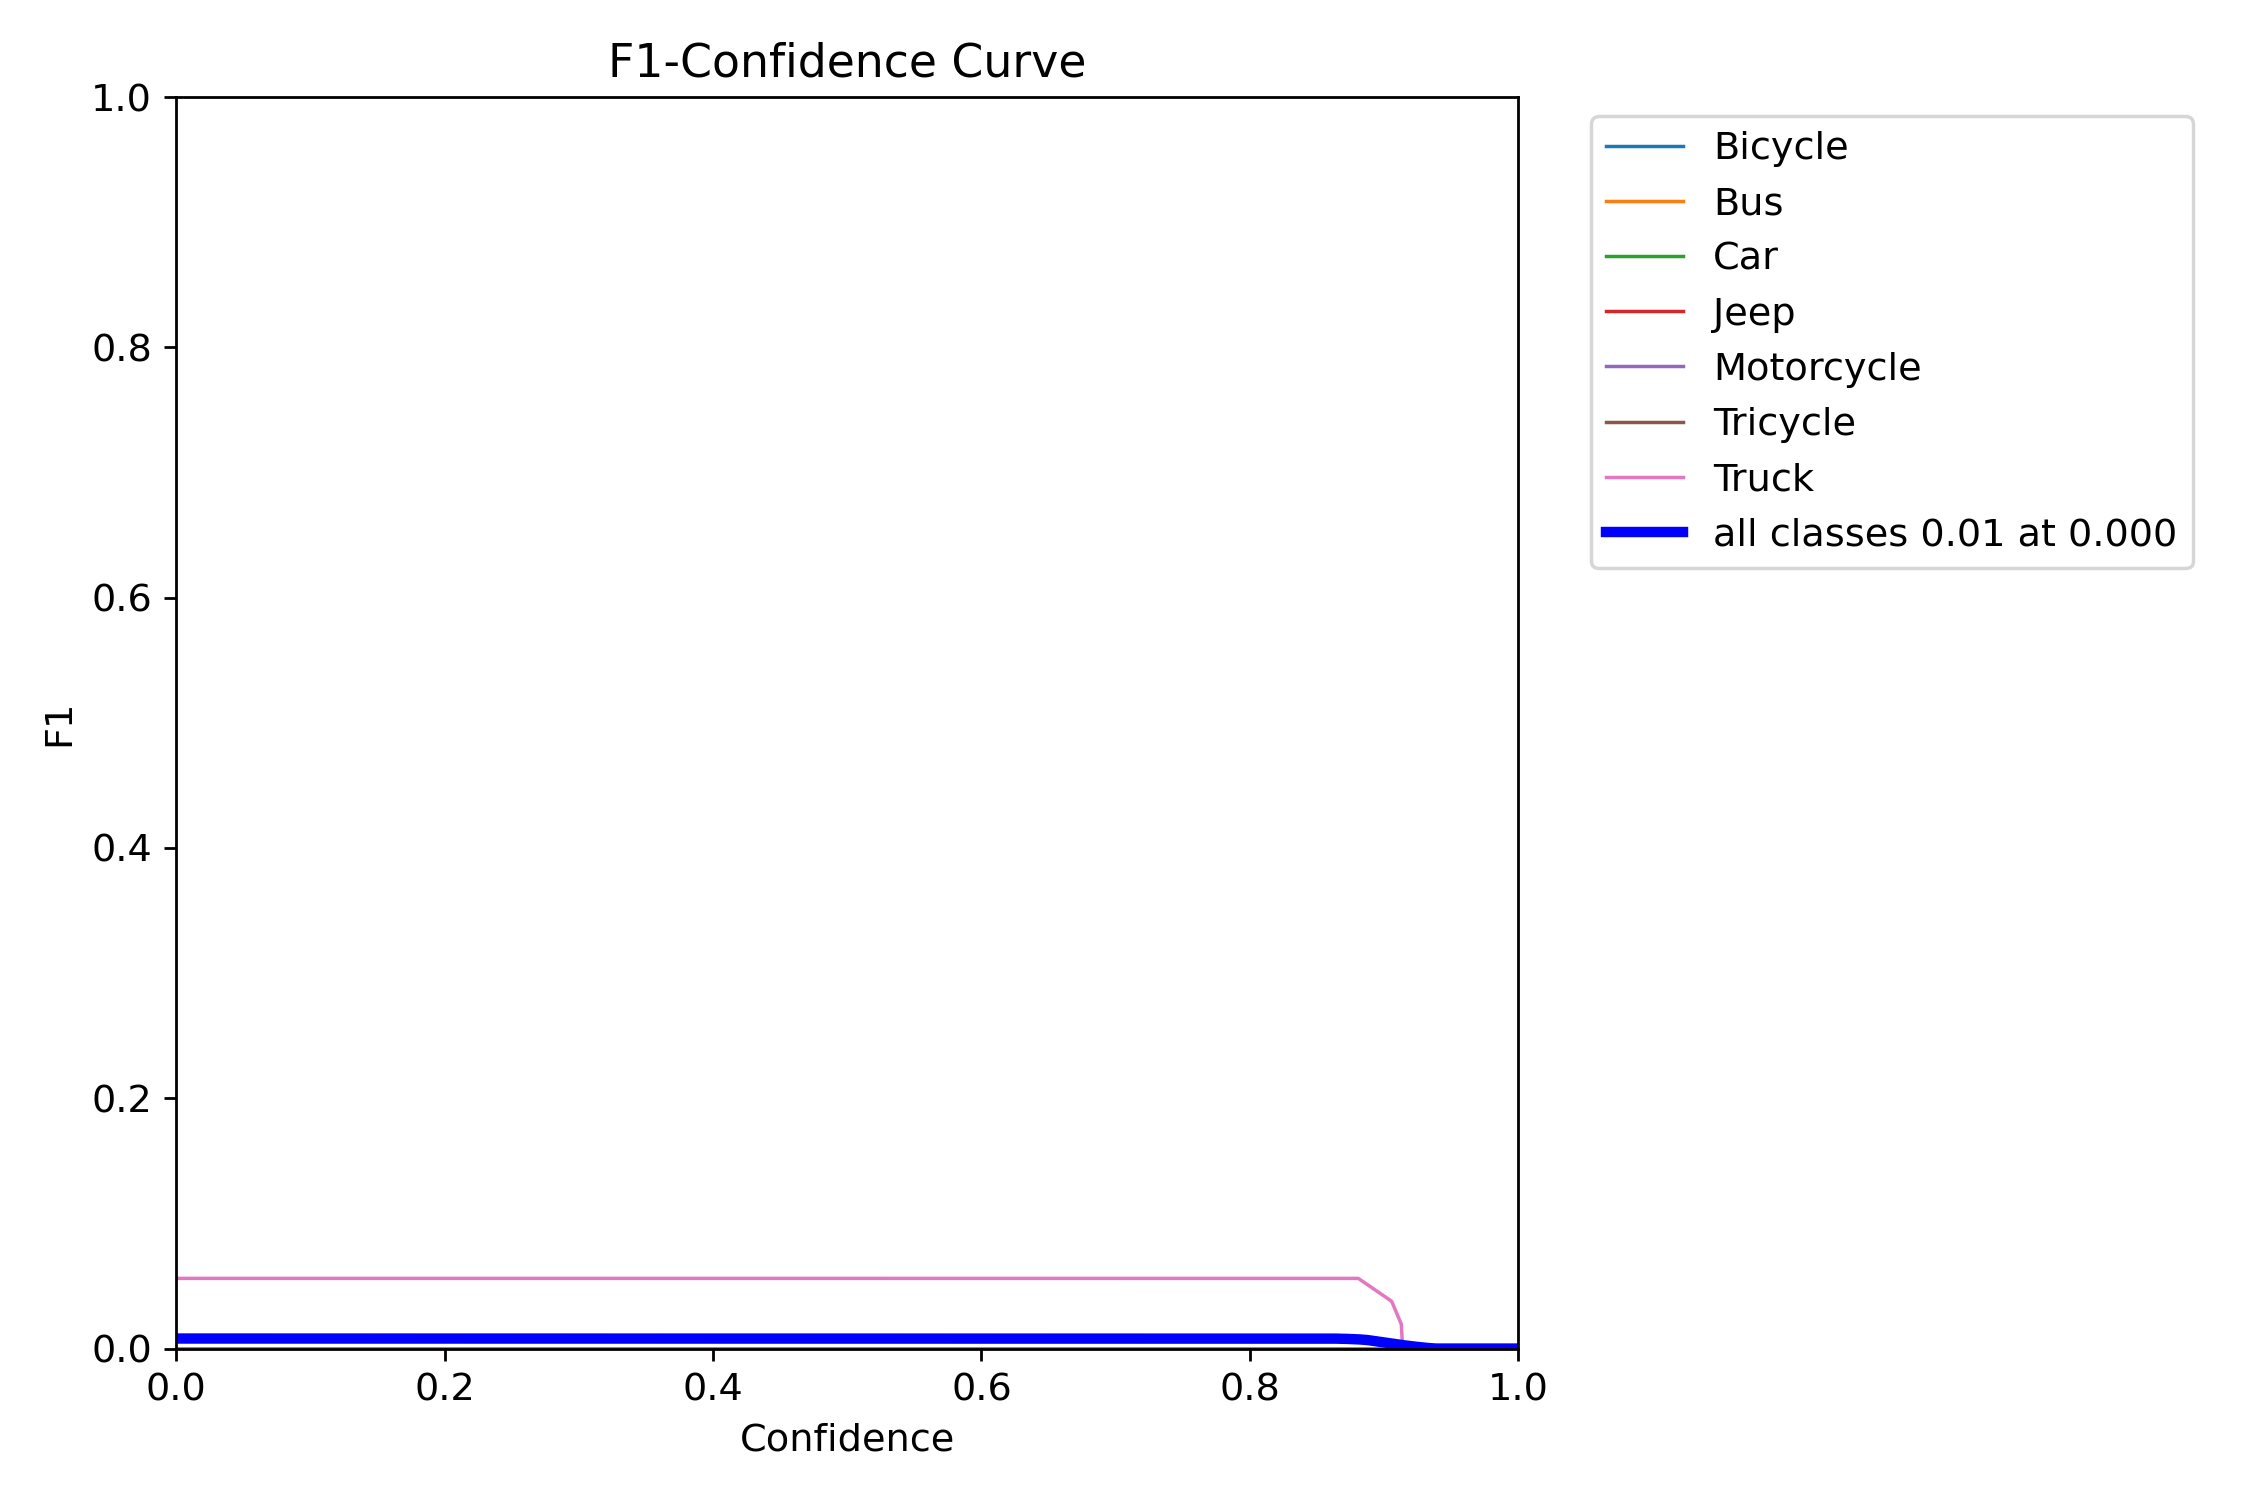 F1-Confidence Curve
1.0
0.8
0.6
0.4
0.2
0.0
F1
0.0 0.2 0.4 0.6 0.8 1.0
Confidence
Bicycle
Bus
Car
Jeep
Motorcycle
Tricycle
Truck
all classes 0.01 at 0.000